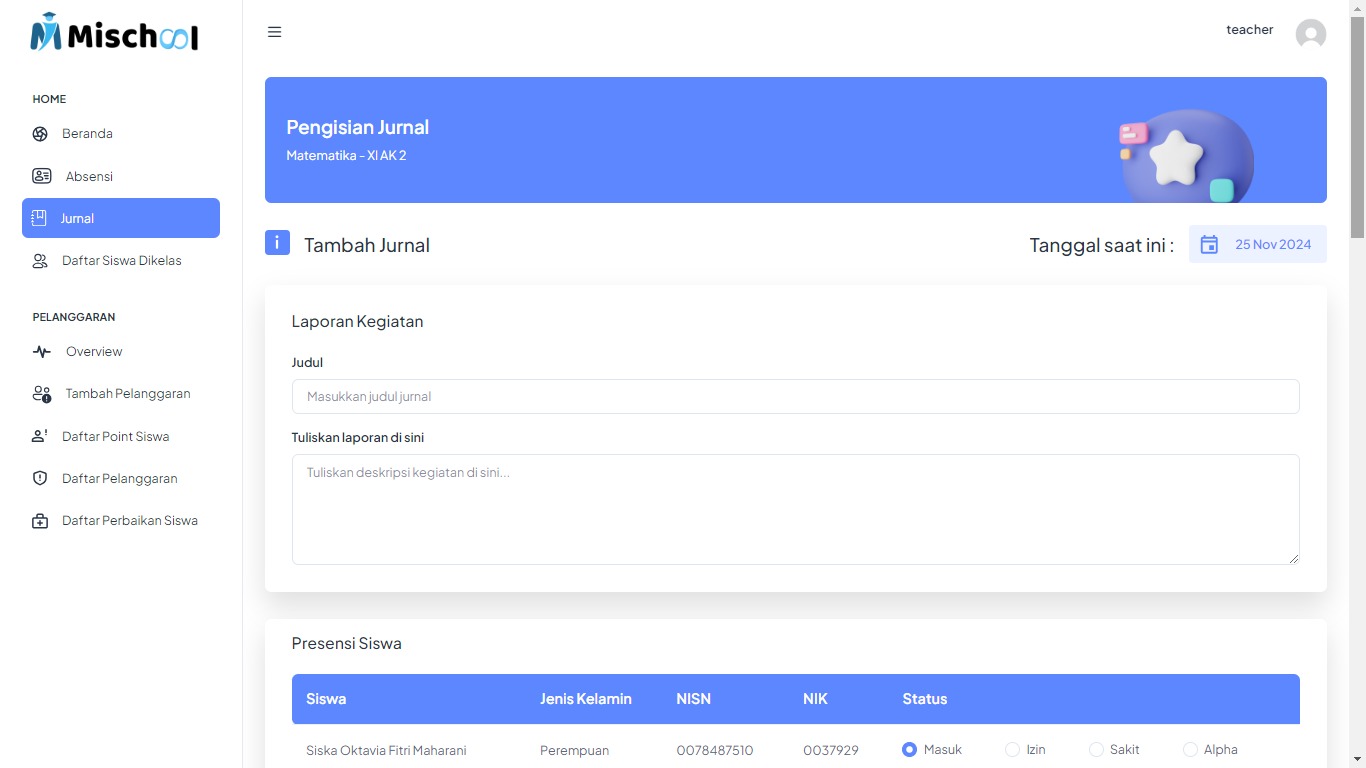 Mischool
teacher
HOME
Beranda
Absensi
Jurnal
Daftar Siswa Dikelas
PELANGGARAN
Overview
Tambah Pelanggaran
Daftar Point Siswa
Daftar Pelanggaran
Daftar Perbaikan Siswa
Pengisian Jurnal
Matematika - XI AK 2
Tambah Jurnal
Tanggal saat ini : 25 Nov 2024
Laporan Kegiatan
Judul
Masukkan judul jurnal
Tuliskan laporan di sini
Tuliskan deskripsi kegiatan di sini...
Presensi Siswa
Siswa Jenis Kelamin NISN NIK Status
Siska Oktavia Fitri Maharani Perempuan 0078487510 0037929 Masuk Izin Sakit Alpha